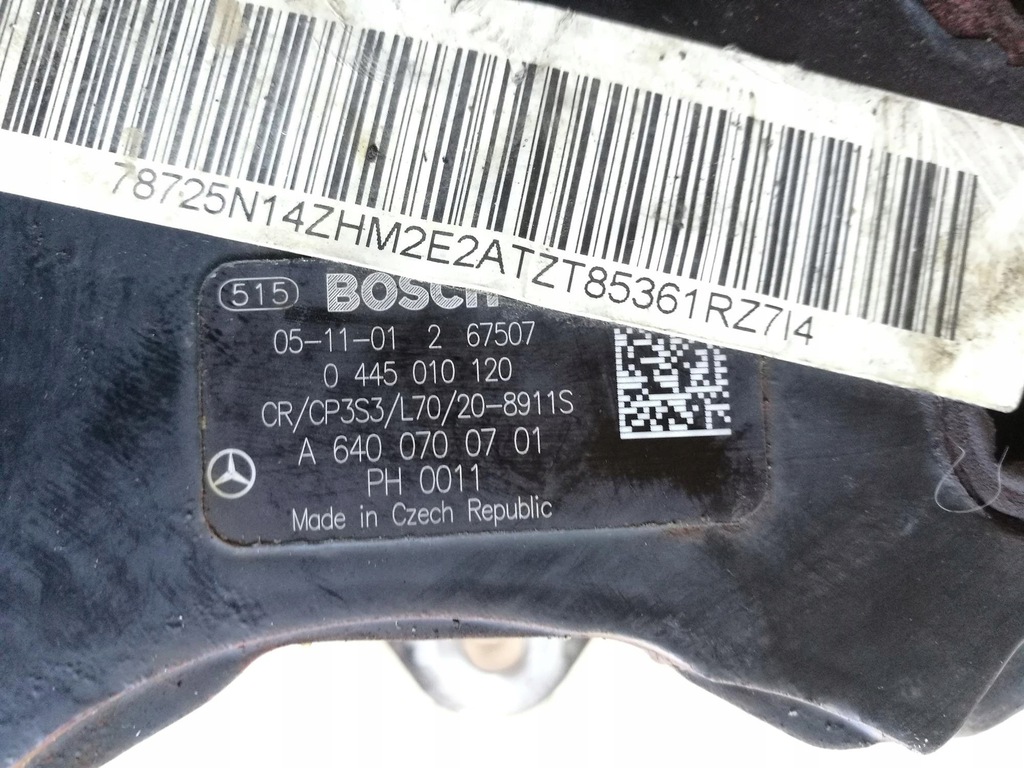 78725N14ZHM2E2ATZT85361RZ7I4
515 BOSCH
05-11-01 2 67507
0 445 010 120
CR/CP3S3/L70/20-8911S
A 640 070 07 01
PH 0011
Made in Czech Republic